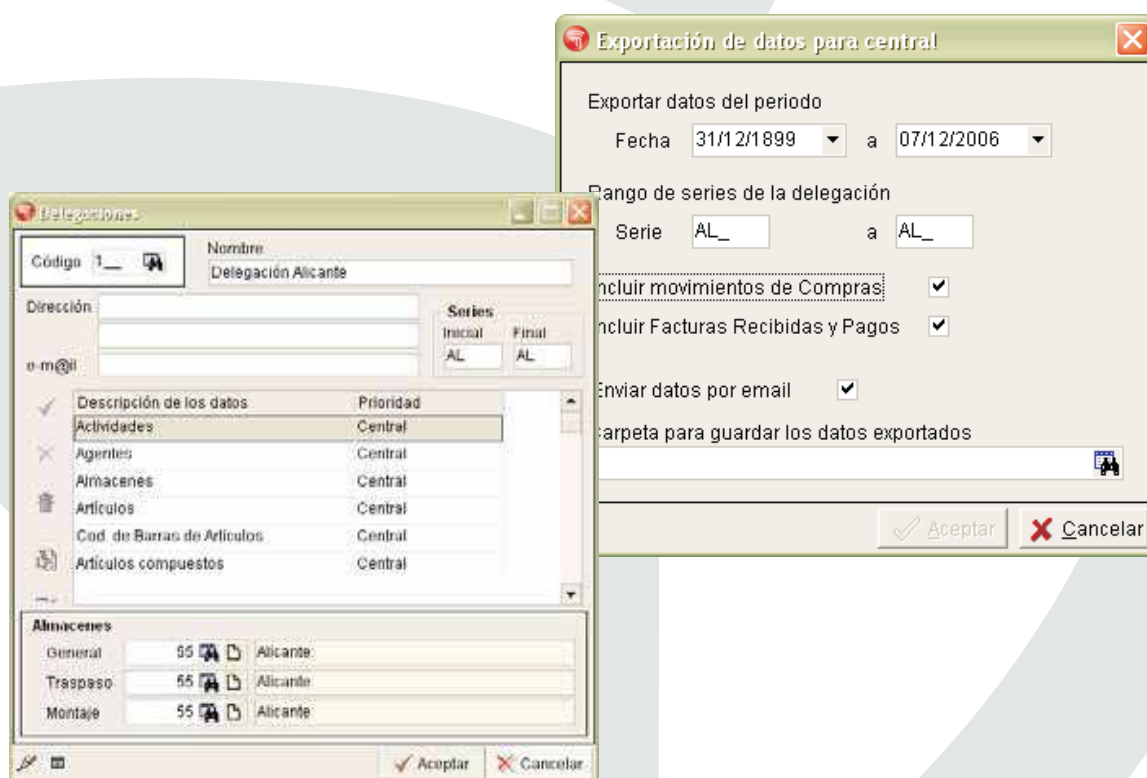 Exportación de datos para central
Exportar datos del periodo
Fecha 31/12/1899 a 07/12/2006
Rango de series de la delegación
Serie AL_ a AL_
ncluir movimientos de Compras
ncluir Facturas Recibidas y Pagos
Enviar datos por email
Carpeta para guardar los datos exportados
Aceptar Cancelar
Delegaciones
Código 1__ Nombre
Delegación Alicante
Dirección
Series
Inicial Final
AL AL
e-m@il
Descripción de los datos Prioridad
Actividades Central
Agentes Central
Almacenes Central
Artículos Central
Cod. de Barras de Artículos Central
Artículos compuestos Central
Almacenes
General 55 Alicante
Traspaso 55 Alicante
Montaje 55 Alicante
Aceptar Cancelar